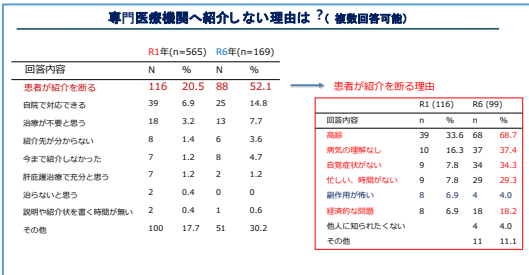 専門医療機関へ紹介しない理由は？( 複数回答可能)
R1年(n=565) R6年(n=169)
回答内容 N % N %
患者が紹介を断る 116 20.5 88 52.1
自院で対応できる 39 6.9 25 14.8
治療が不要と思う 18 3.2 13 7.7
紹介先が分からない 8 1.4 6 3.6
今まで紹介しなかった 7 1.2 8 4.7
肝庇護治療で充分と思う 7 1.2 2 1.2
治らないと思う 2 0.4 0 0
説明や紹介状を書く時間が無い 2 0.4 1 0.6
その他 100 17.7 51 30.2
患者が紹介を断る理由
R1 (116) R6 (99)
回答内容 n % n %
高齢 39 33.6 68 68.7
病気の理解なし 10 16.3 37 37.4
自覚症状がない 9 7.8 34 34.3
忙しい、時間がない 9 7.8 29 29.3
副作用が怖い 8 6.9 4 4.0
経済的な問題 8 6.9 18 18.2
他人に知られたくない 4 4.0
その他 11 11.1